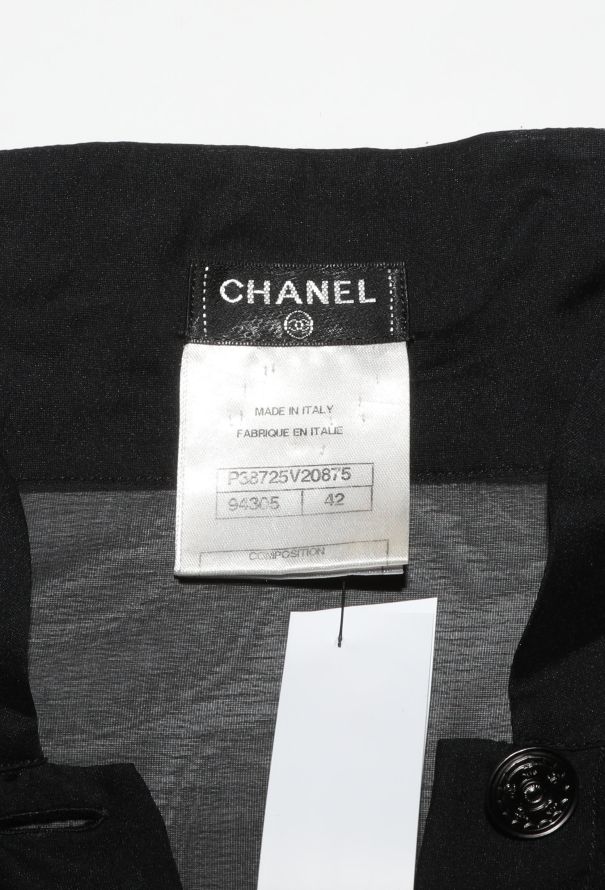 CHANEL
MADE IN ITALY
FABRIQUE EN ITALIE
P38725V20875
94305 42
COMPOSITION